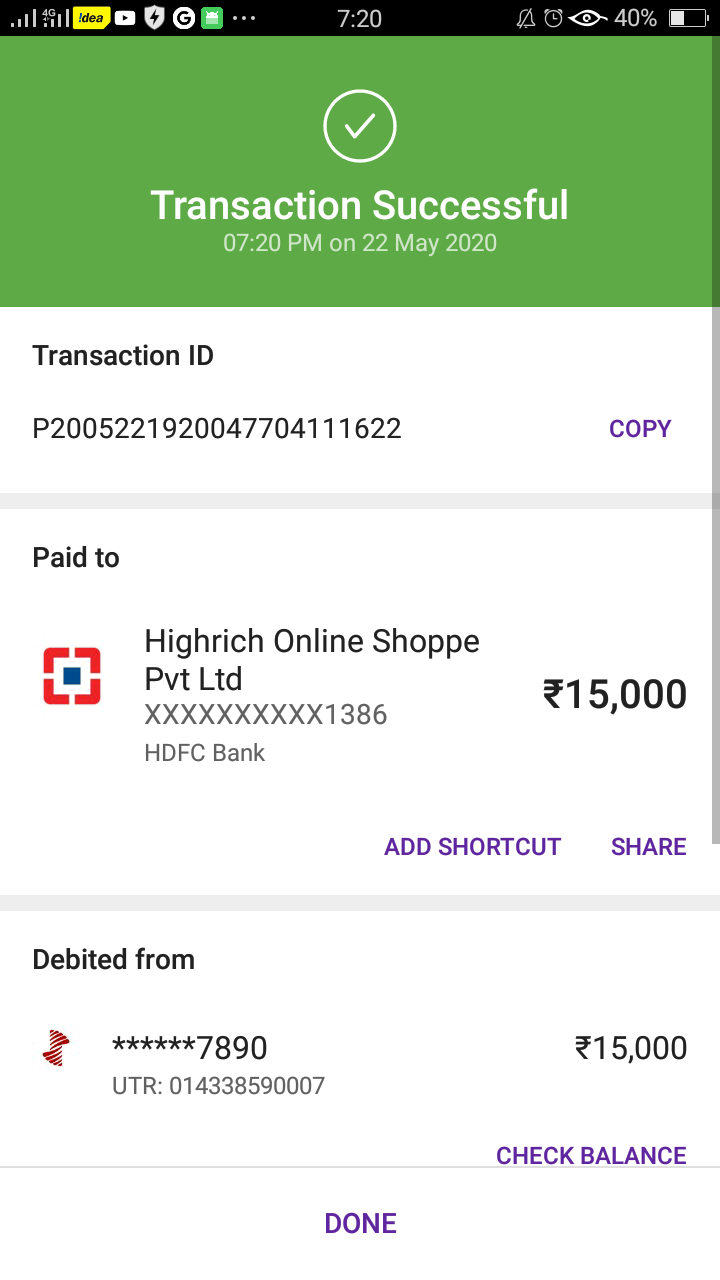 4G
!dea
G
7:20
40%
Transaction Successful
07:20 PM on 22 May 2020
Transaction ID
P2005221920047704111622
COPY
Paid to
Highrich Online Shoppe
Pvt Ltd
₹15,000
XXXXXXXXXX1386
HDFC Bank
ADD SHORTCUT SHARE
Debited from
******7890
₹15,000
UTR: 014338590007
CHECK BALANCE
DONE